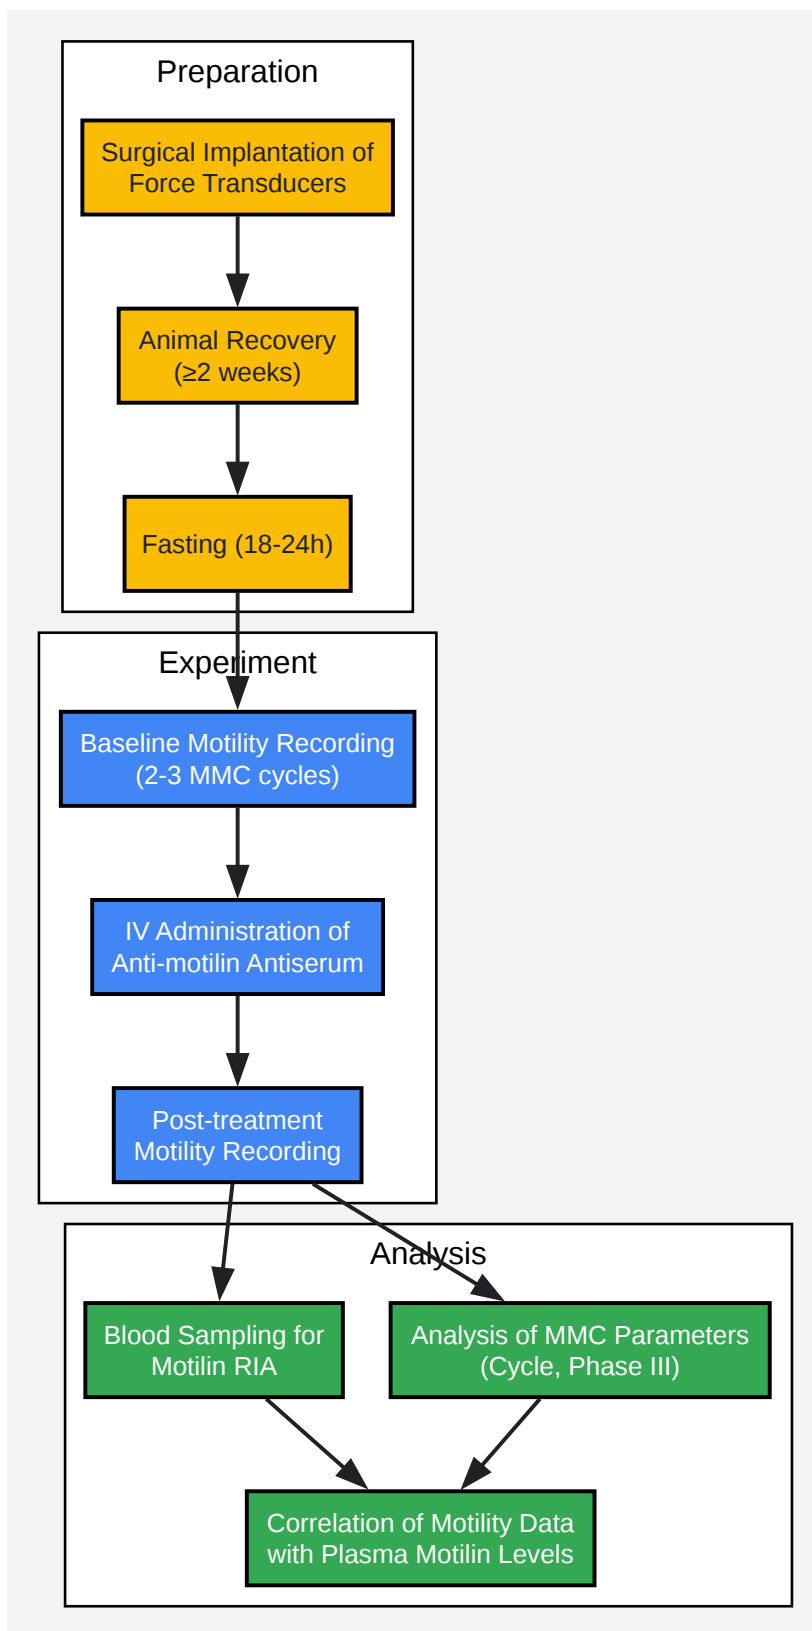 Preparation
Surgical Implantation of
Force Transducers
Animal Recovery
(≥2 weeks)
Fasting (18-24h)
Experiment
Baseline Motility Recording
(2-3 MMC cycles)
IV Administration of
Anti-motilin Antiserum
Post-treatment
Motility Recording
Analysis
Blood Sampling for
Motilin RIA
Analysis of MMC Parameters
(Cycle, Phase III)
Correlation of Motility Data
with Plasma Motilin Levels